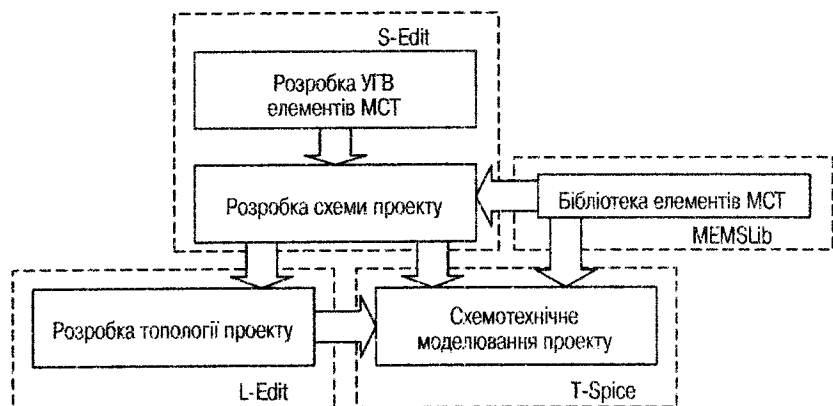 S-Edit
Розробка УГВ
елементів МСТ
Розробка схеми проекту
Бібліотека елементів МСТ
MEMSLib
Розробка топології проекту
Схемотехнічне
моделювання проекту
L-Edit
T-Spice